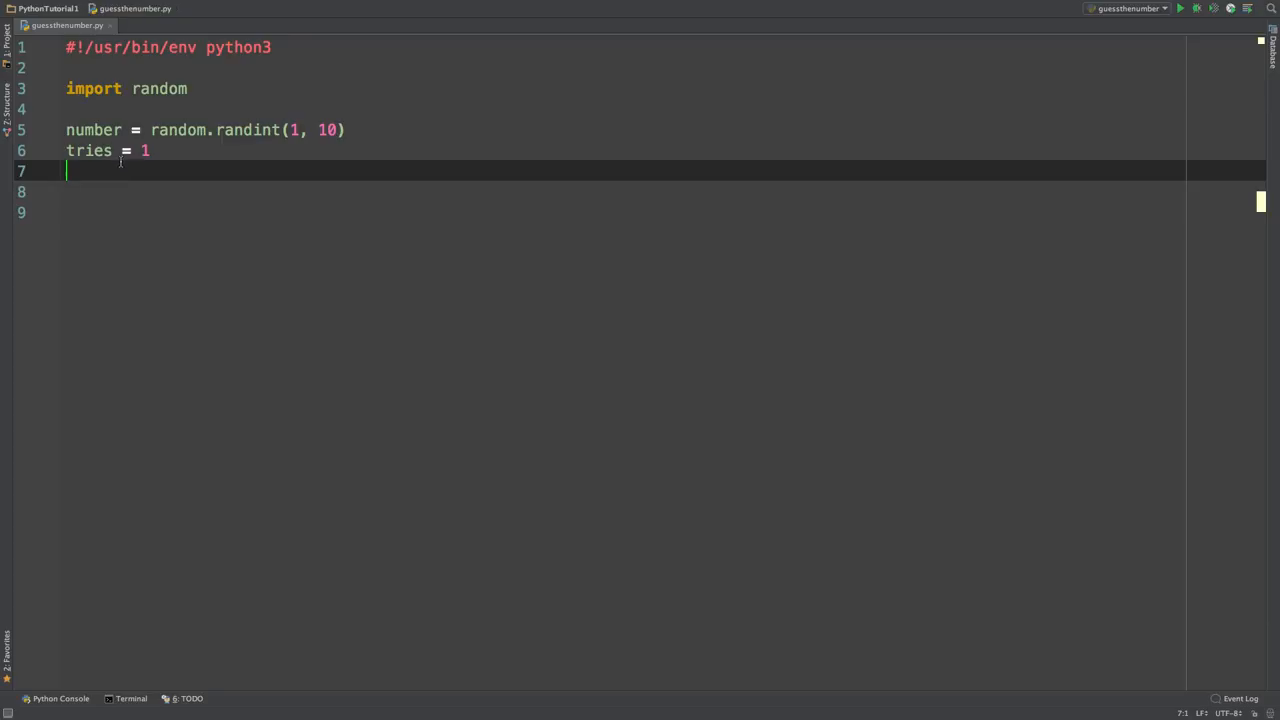 PythonTutorial1 guessthenumber.py guessthenumber
guessthenumber.py
1: Project
Z: Structure
2: Favorites
Database
1 #!/usr/bin/env python3
2
3 import random
4
5 number = random.randint(1, 10)
6 tries = 1
7
8
9
Python Console Terminal 6: TODO Event Log
7:1 LF÷ UTF-8÷